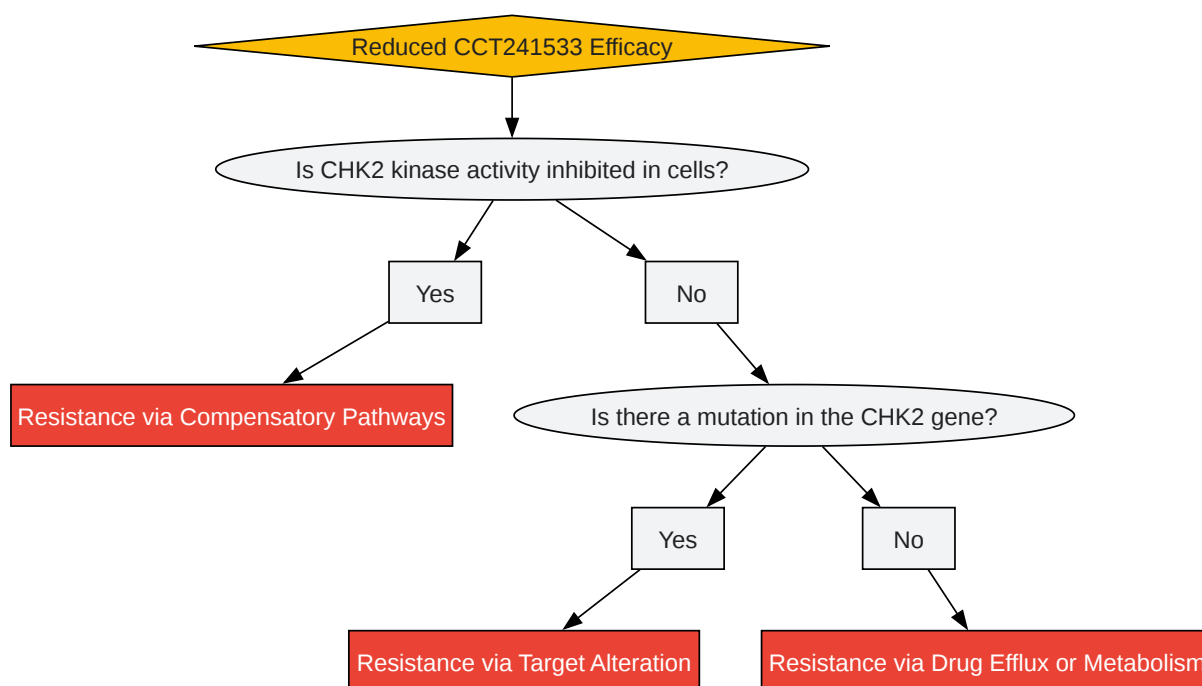 Reduced CCT241533 Efficacy
Is CHK2 kinase activity inhibited in cells?
Yes
No
Resistance via Compensatory Pathways
Is there a mutation in the CHK2 gene?
Yes
No
Resistance via Target Alteration
Resistance via Drug Efflux or Metabolism